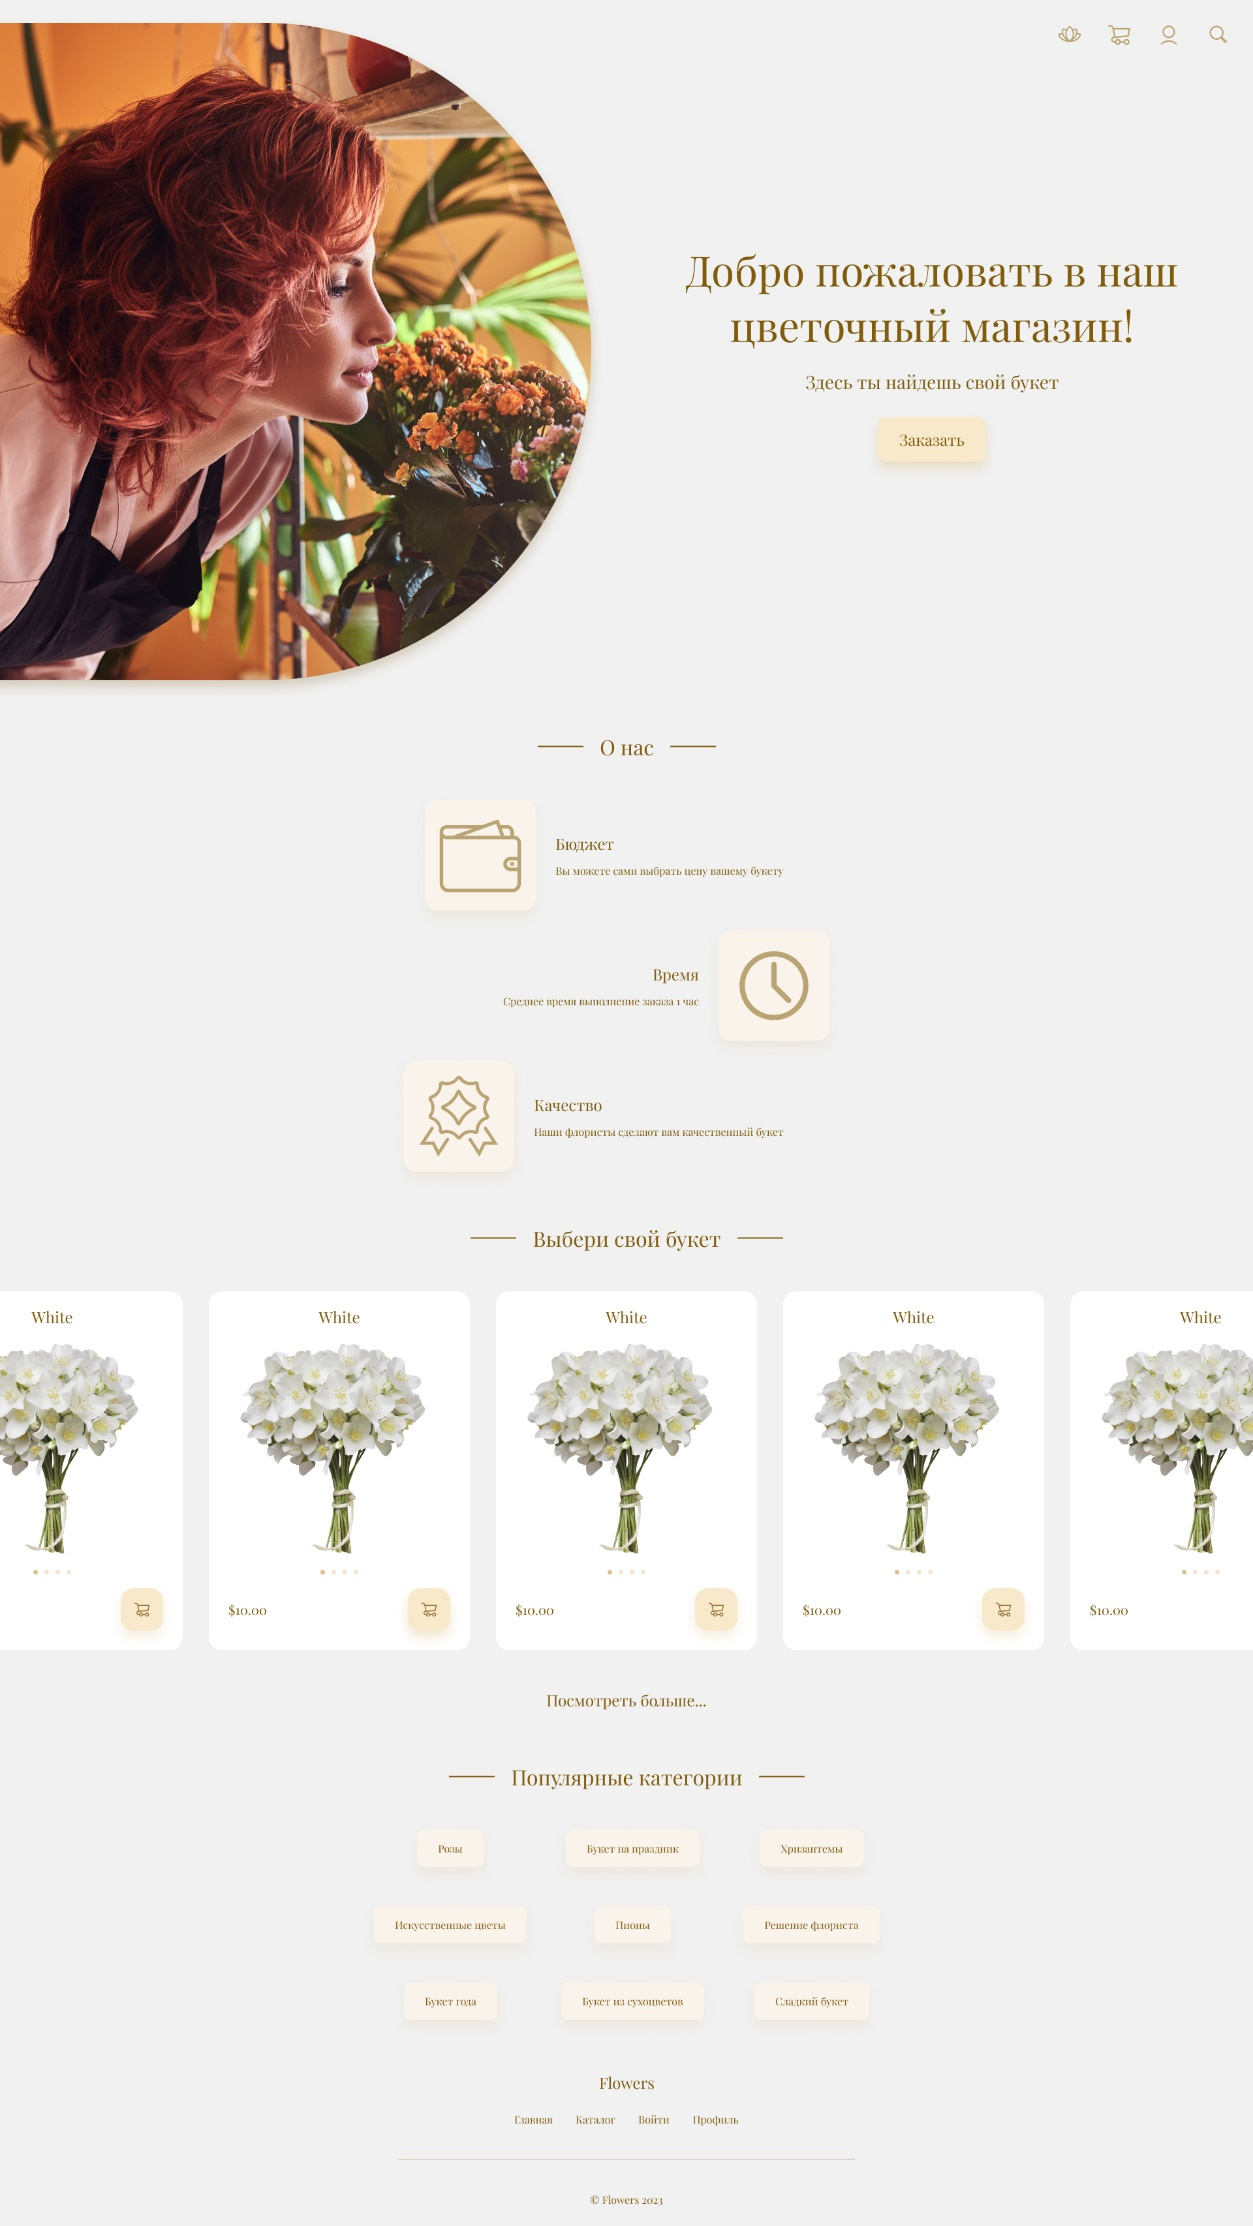 Добро пожаловать в наш
цветочный магазин!
Здесь ты найдешь свой букет
Заказать
О нас
Бюджет
Вы можете сами выбрать цену вашему букету
Время
Среднее время выполнение заказа 1 час
Качество
Наши флористы сделают вам качественный букет
Выбери свой букет
White White White White White
$10.00 $10.00 $10.00 $10.00
Посмотреть больше...
Популярные категории
Розы Букет на праздник Хризантемы
Искусственные цветы Пионы Решение флориста
Букет года Букет из сухоцветов Сладкий букет
Flowers
Главная Каталог Войти Профиль
© Flowers 2023